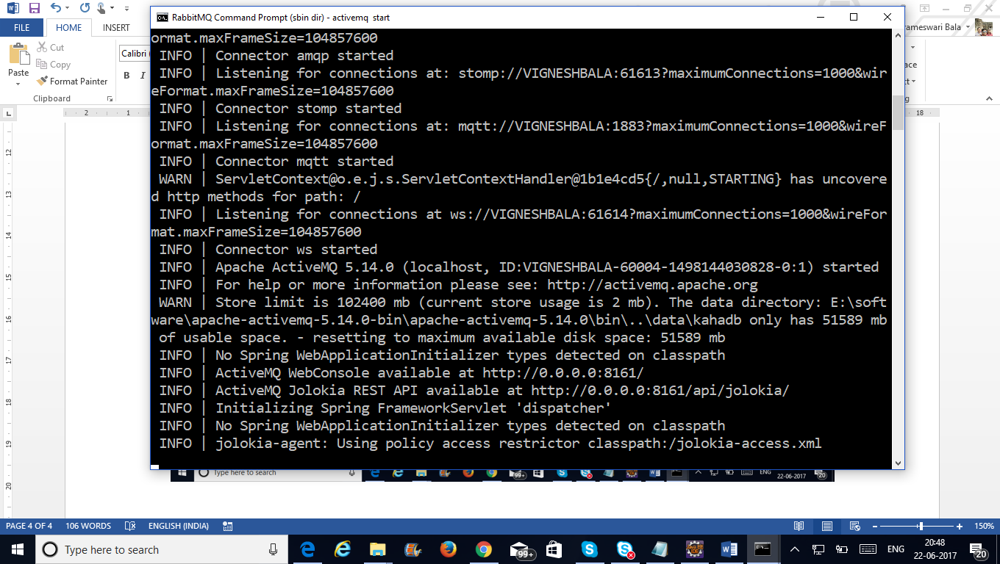 RabbitMQ Command Prompt (sbin dir) - activemq start
FILE
HOME
INSERT
rameswari Bala
Cut
Copy
Format Painter
Paste
Calibri
B
I
Clipboard
2
1
18
ormat.maxFrameSize=104857600
INFO | Connector amqp started
INFO | Listening for connections at: stomp://VIGNESHBALA:61613?maximumConnections=1000&wir
eFormat.maxFrameSize=104857600
INFO | Connector stomp started
INFO | Listening for connections at: mqtt://VIGNESHBALA:1883?maximumConnections=1000&wireF
ormat.maxFrameSize=104857600
INFO | Connector mqtt started
WARN | ServletContext@o.e.j.s.ServletContextHandler@1b1e4cd5{/,null,STARTING} has uncovere
d http methods for path: /
INFO | Listening for connections at ws://VIGNESHBALA:61614?maximumConnections=1000&wireFor
mat.maxFrameSize=104857600
INFO | Connector ws started
INFO | Apache ActiveMQ 5.14.0 (localhost, ID:VIGNESHBALA-60004-1498144030828-0:1) started
INFO | For help or more information please see: http://activemq.apache.org
WARN | Store limit is 102400 mb (current store usage is 2 mb). The data directory: E:\soft
ware\apache-activemq-5.14.0-bin\apache-activemq-5.14.0\bin\..\data\kahadb only has 51589 mb
of usable space. - resetting to maximum available disk space: 51589 mb
INFO | No Spring WebApplicationInitializer types detected on classpath
INFO | ActiveMQ WebConsole available at http://0.0.0.0:8161/
INFO | ActiveMQ Jolokia REST API available at http://0.0.0.0:8161/api/jolokia/
INFO | Initializing Spring FrameworkServlet 'dispatcher'
INFO | No Spring WebApplicationInitializer types detected on classpath
INFO | jolokia-agent: Using policy access restrictor classpath:/jolokia-access.xml
12
13
14
15
16
17
18
19
20
Type here to search
99+
ENG
22-06-2017
20
PAGE 4 OF 4
106 WORDS
ENGLISH (INDIA)
150%
Type here to search
99+
ENG
20:48
22-06-2017
20